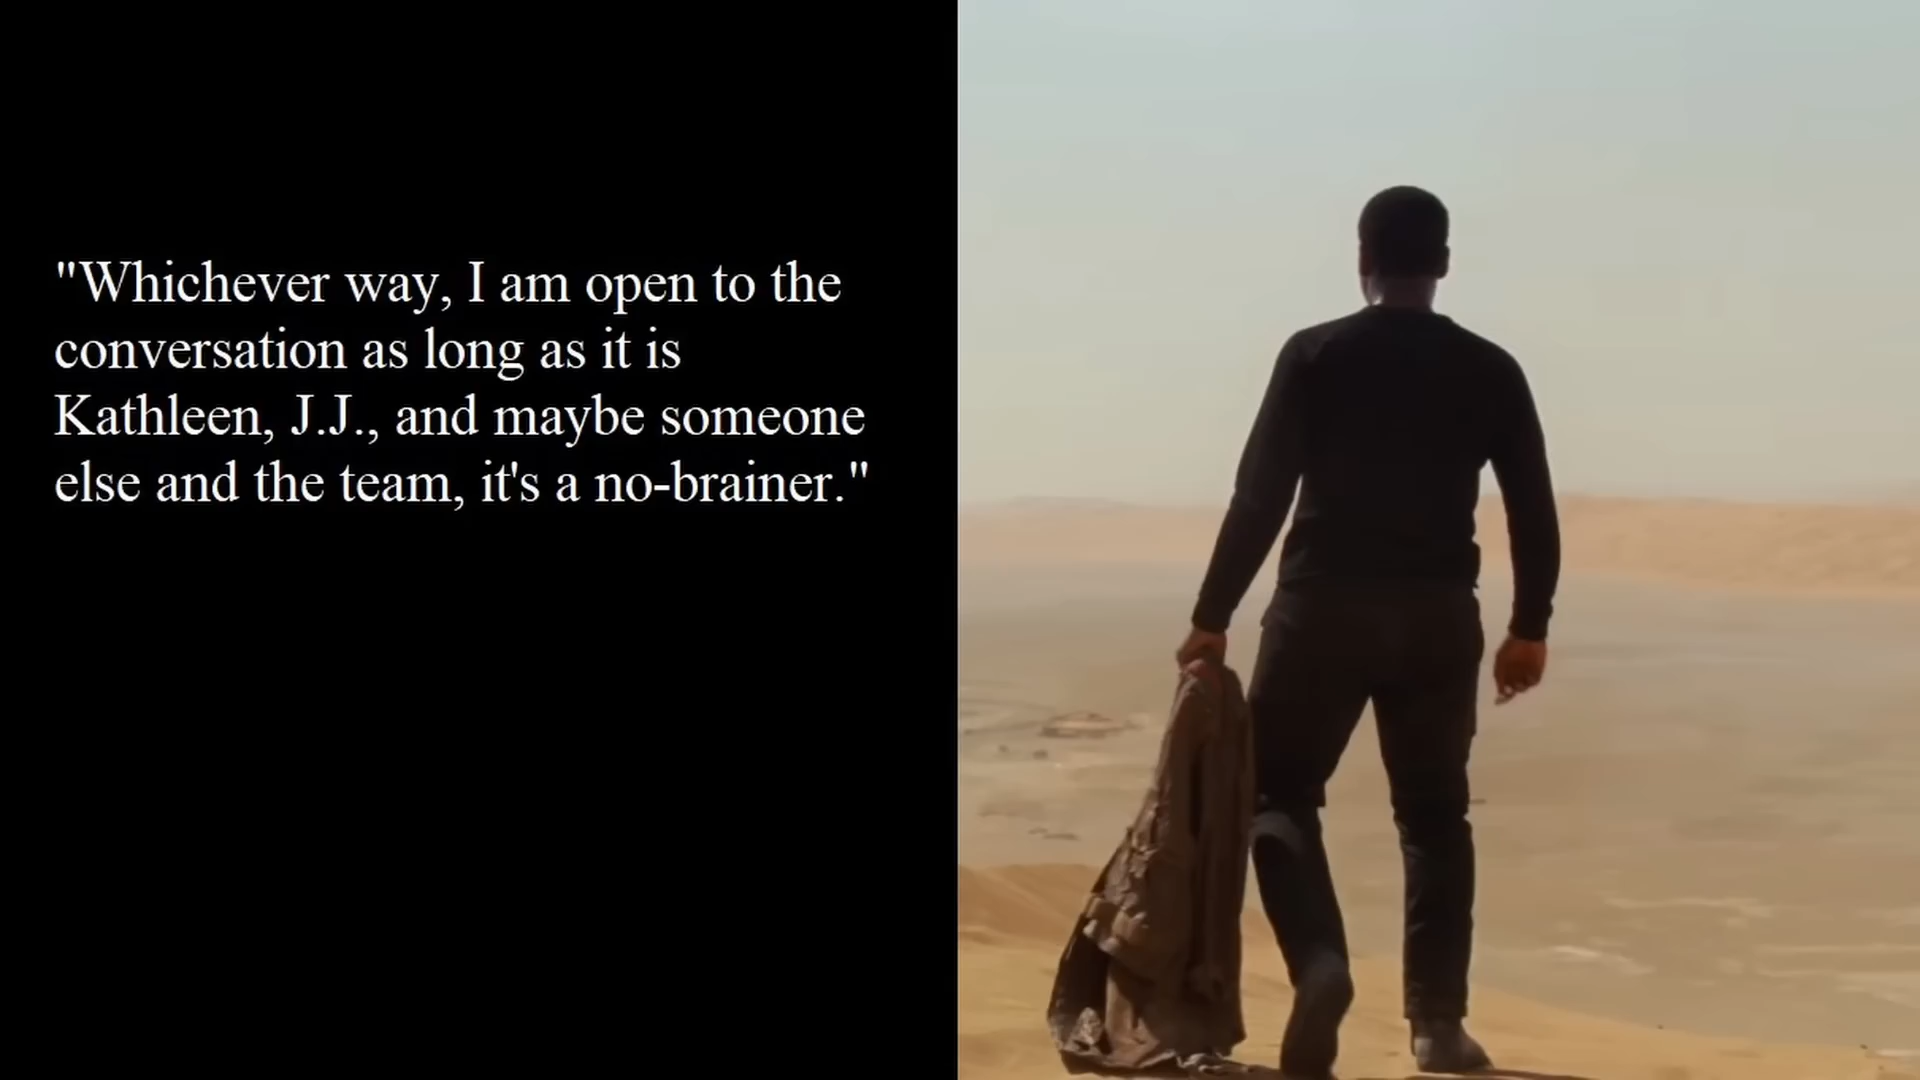 "Whichever way, I am open to the
conversation as long as it is
Kathleen, J.J., and maybe someone
else and the team, it's a no-brainer."